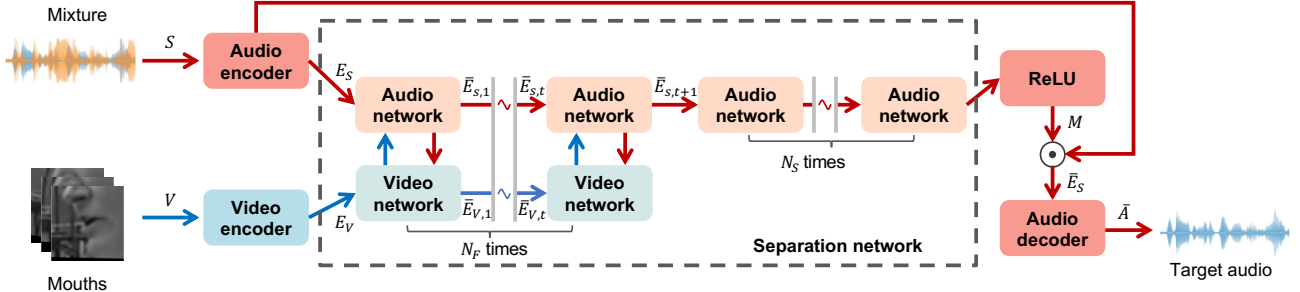 Mixture
S
Audio
encoder
E_S
Audio
network
Ē_{s,1}
Ē_{s,t}
Audio
network
Ē_{s,t+1}
Audio
network
Audio
network
N_S times
ReLU
M
Ē_S
Audio
decoder
Ā
Target audio
V
Video
encoder
E_V
Video
network
Ē_{V,1}
Ē_{V,t}
Video
network
N_F times
Separation network
Mouths